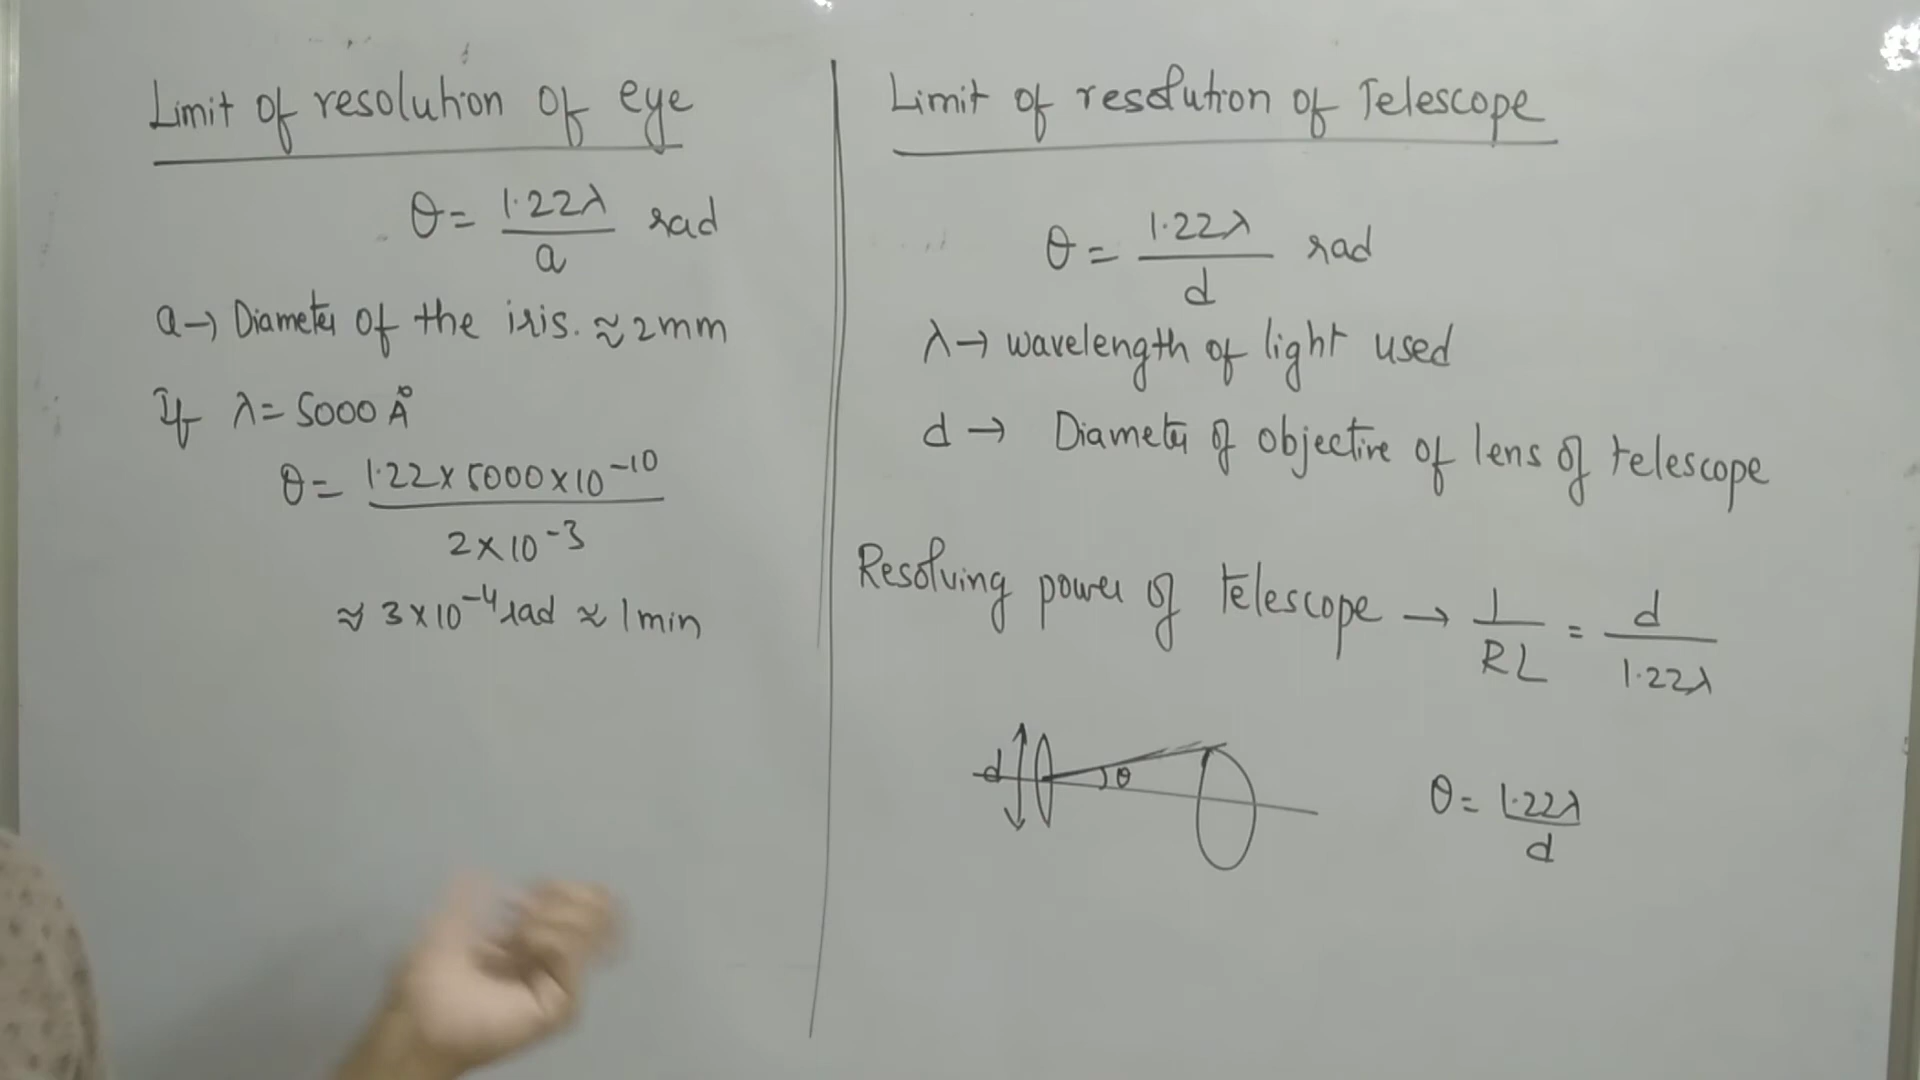 Limit of resolution of eye
θ = 1.22λ / a rad
a → Diameter of the iris. ≈ 2mm
If λ = 5000 Å
θ = 1.22 × 5000 × 10⁻¹⁰ / 2 × 10⁻³
≈ 3 × 10⁻⁴ rad ≈ 1 min
Limit of resolution of Telescope
θ = 1.22λ / d rad
λ → wavelength of light used
d → Diameter of objective of lens of telescope
Resolving power of telescope → 1 / RL = d / 1.22λ
d θ
θ = 1.22λ / d